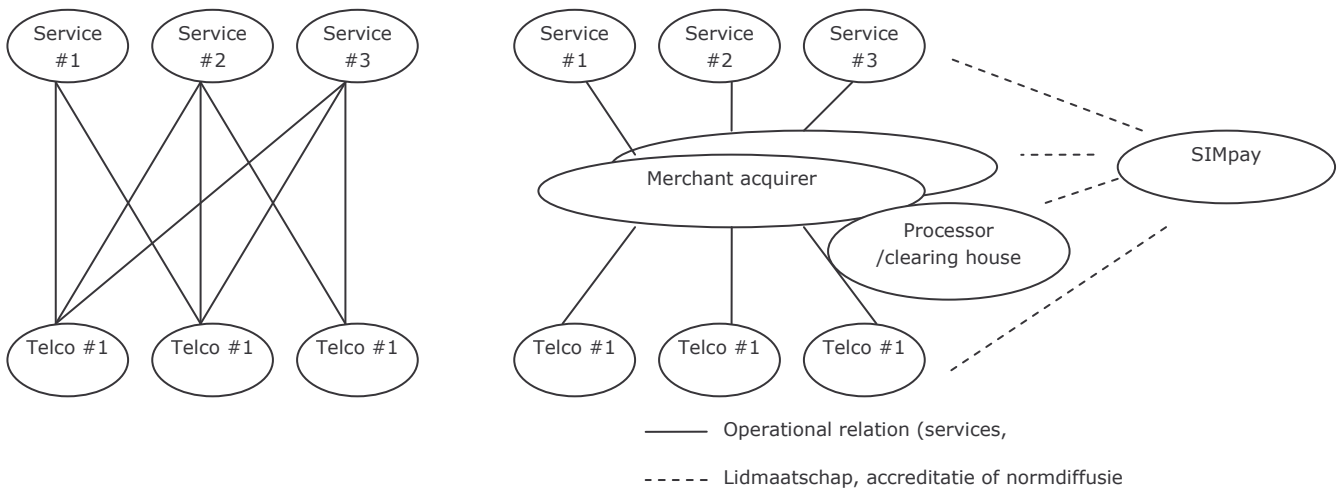 Service
#1
Service
#2
Service
#3
Telco #1
Telco #1
Telco #1
Service
#1
Service
#2
Service
#3
Merchant acquirer
SIMpay
Processor
/clearing house
Telco #1
Telco #1
Telco #1
Operational relation (services,
Lidmaatschap, accreditatie of normdiffusie